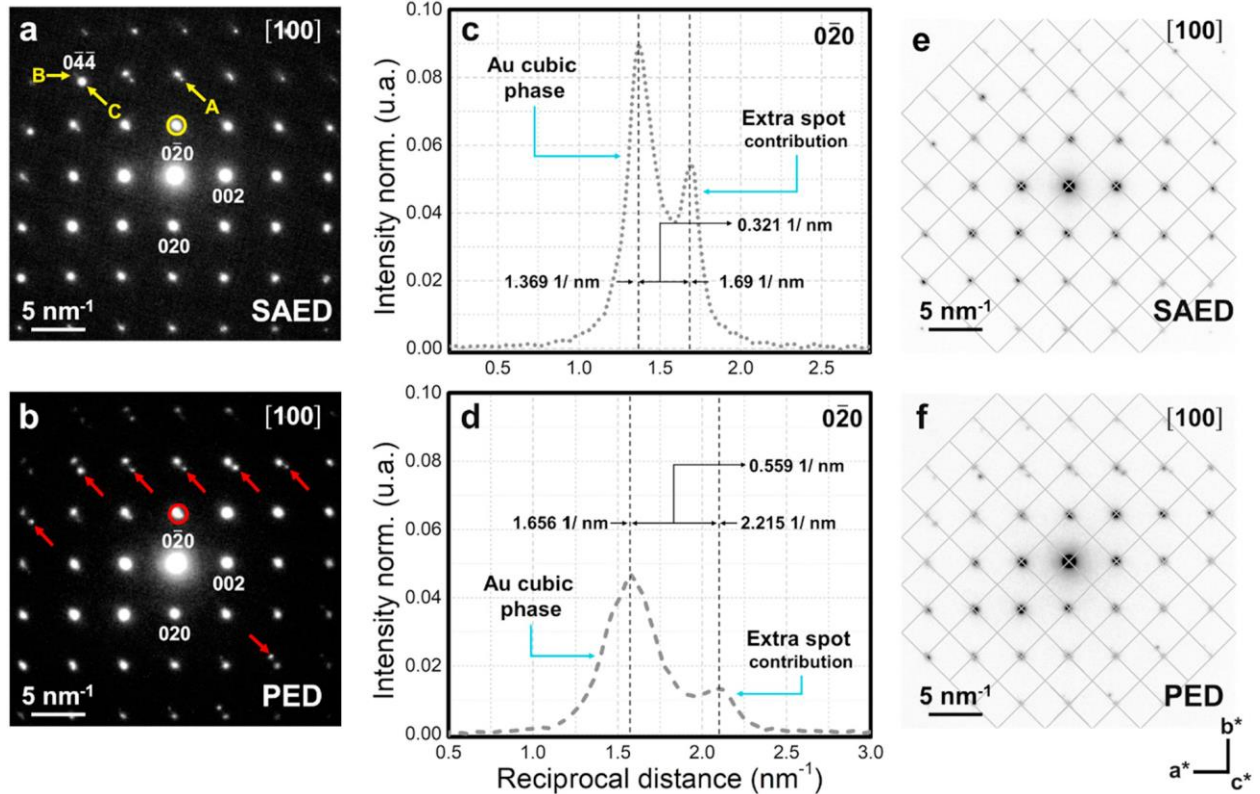 a
[100]
04̅4̅
B
C
A
02̅0
002
020
5 nm⁻¹
SAED
c
02̅0
Intensity norm. (u.a.)
0.10
0.08
0.06
0.04
0.02
0.00
Au cubic
phase
Extra spot
contribution
0.321 1/ nm
1.369 1/ nm
1.69 1/ nm
1.0
1.5
2.0
2.5
e
[100]
SAED
5 nm⁻¹
b
[100]
02̅0
002
020
5 nm⁻¹
PED
d
02̅0
Intensity norm. (u.a.)
0.10
0.08
0.06
0.04
0.02
0.00
0.559 1/ nm
1.656 1/ nm
2.215 1/ nm
Au cubic
phase
Extra spot
contribution
0.5
1.0
1.5
2.0
2.5
3.0
Reciprocal distance (nm⁻¹)
f
[100]
PED
5 nm⁻¹
b*
a*
c*